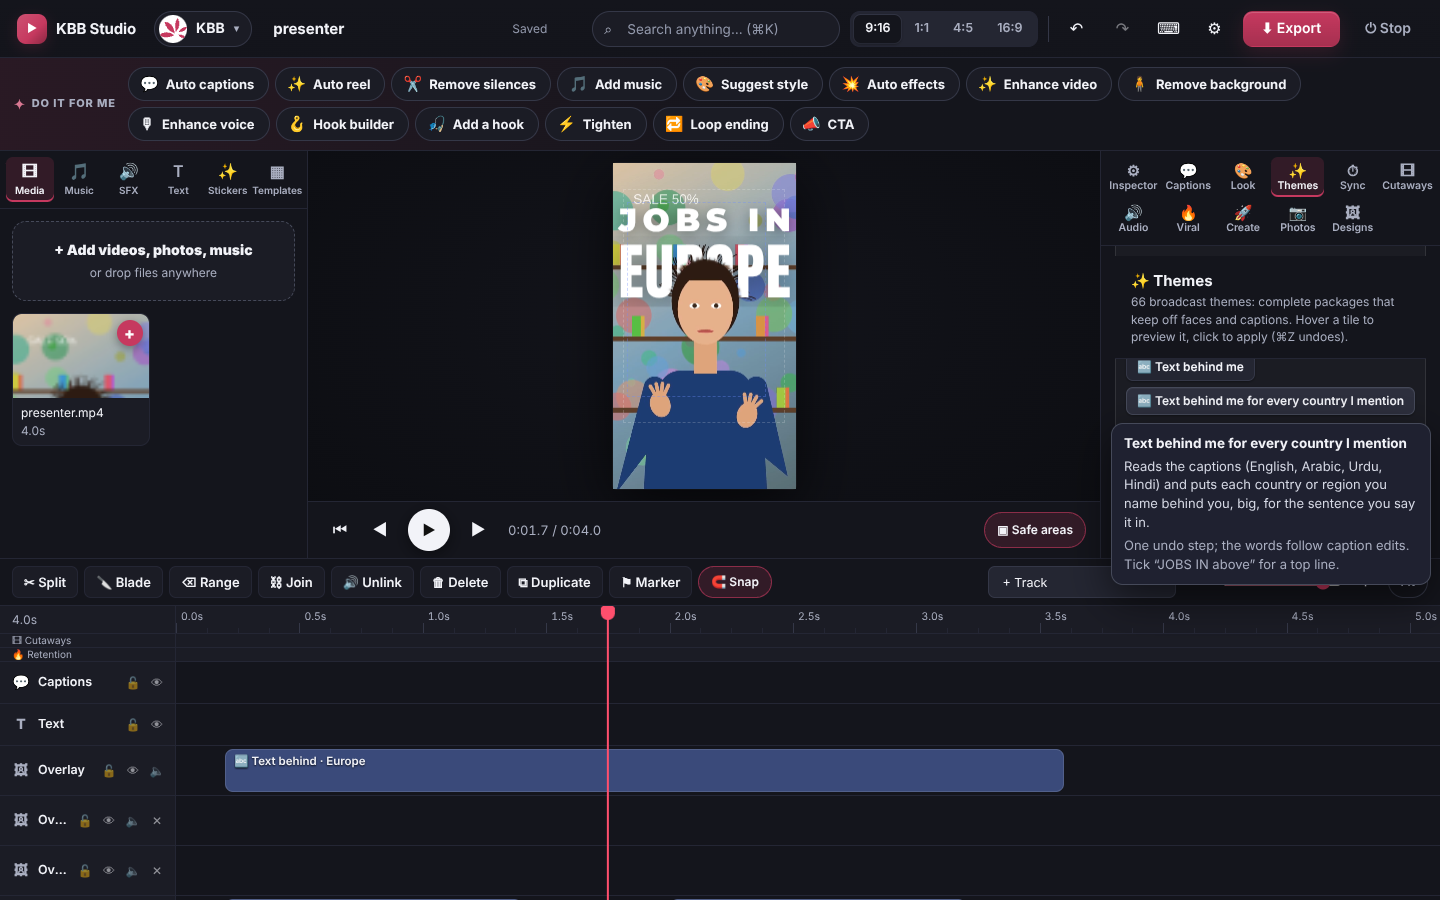 KBB Studio
KBB
presenter
Saved
Search anything... (⌘K)
9:16
1:1
4:5
16:9
Export
Stop
DO IT FOR ME
Auto captions
Auto reel
Remove silences
Add music
Suggest style
Auto effects
Enhance video
Remove background
Enhance voice
Hook builder
Add a hook
Tighten
Loop ending
CTA
Media
Music
SFX
Text
Stickers
Templates
+ Add videos, photos, music
or drop files anywhere
presenter.mp4
4.0s
SALE 50%
JOBS IN
0:01.7 / 0:04.0
Safe areas
Inspector
Captions
Look
Themes
Sync
Cutaways
Audio
Viral
Create
Photos
Designs
Themes
66 broadcast themes: complete packages that
keep off faces and captions. Hover a tile to
preview it, click to apply (⌘Z undoes).
Text behind me
Text behind me for every country I mention
Text behind me for every country I mention
Reads the captions (English, Arabic, Urdu,
Hindi) and puts each country or region you
name behind you, big, for the sentence you say
it in.
One undo step; the words follow caption edits.
Tick “JOBS IN above” for a top line.
Split
Blade
Range
Join
Unlink
Delete
Duplicate
Marker
Snap
+ Track
4.0s
0.0s
0.5s
1.0s
1.5s
2.0s
2.5s
3.0s
3.5s
4.0s
4.5s
5.0s
Cutaways
Retention
Captions
Text
Overlay
Text behind · Europe
Ov...
Ov...